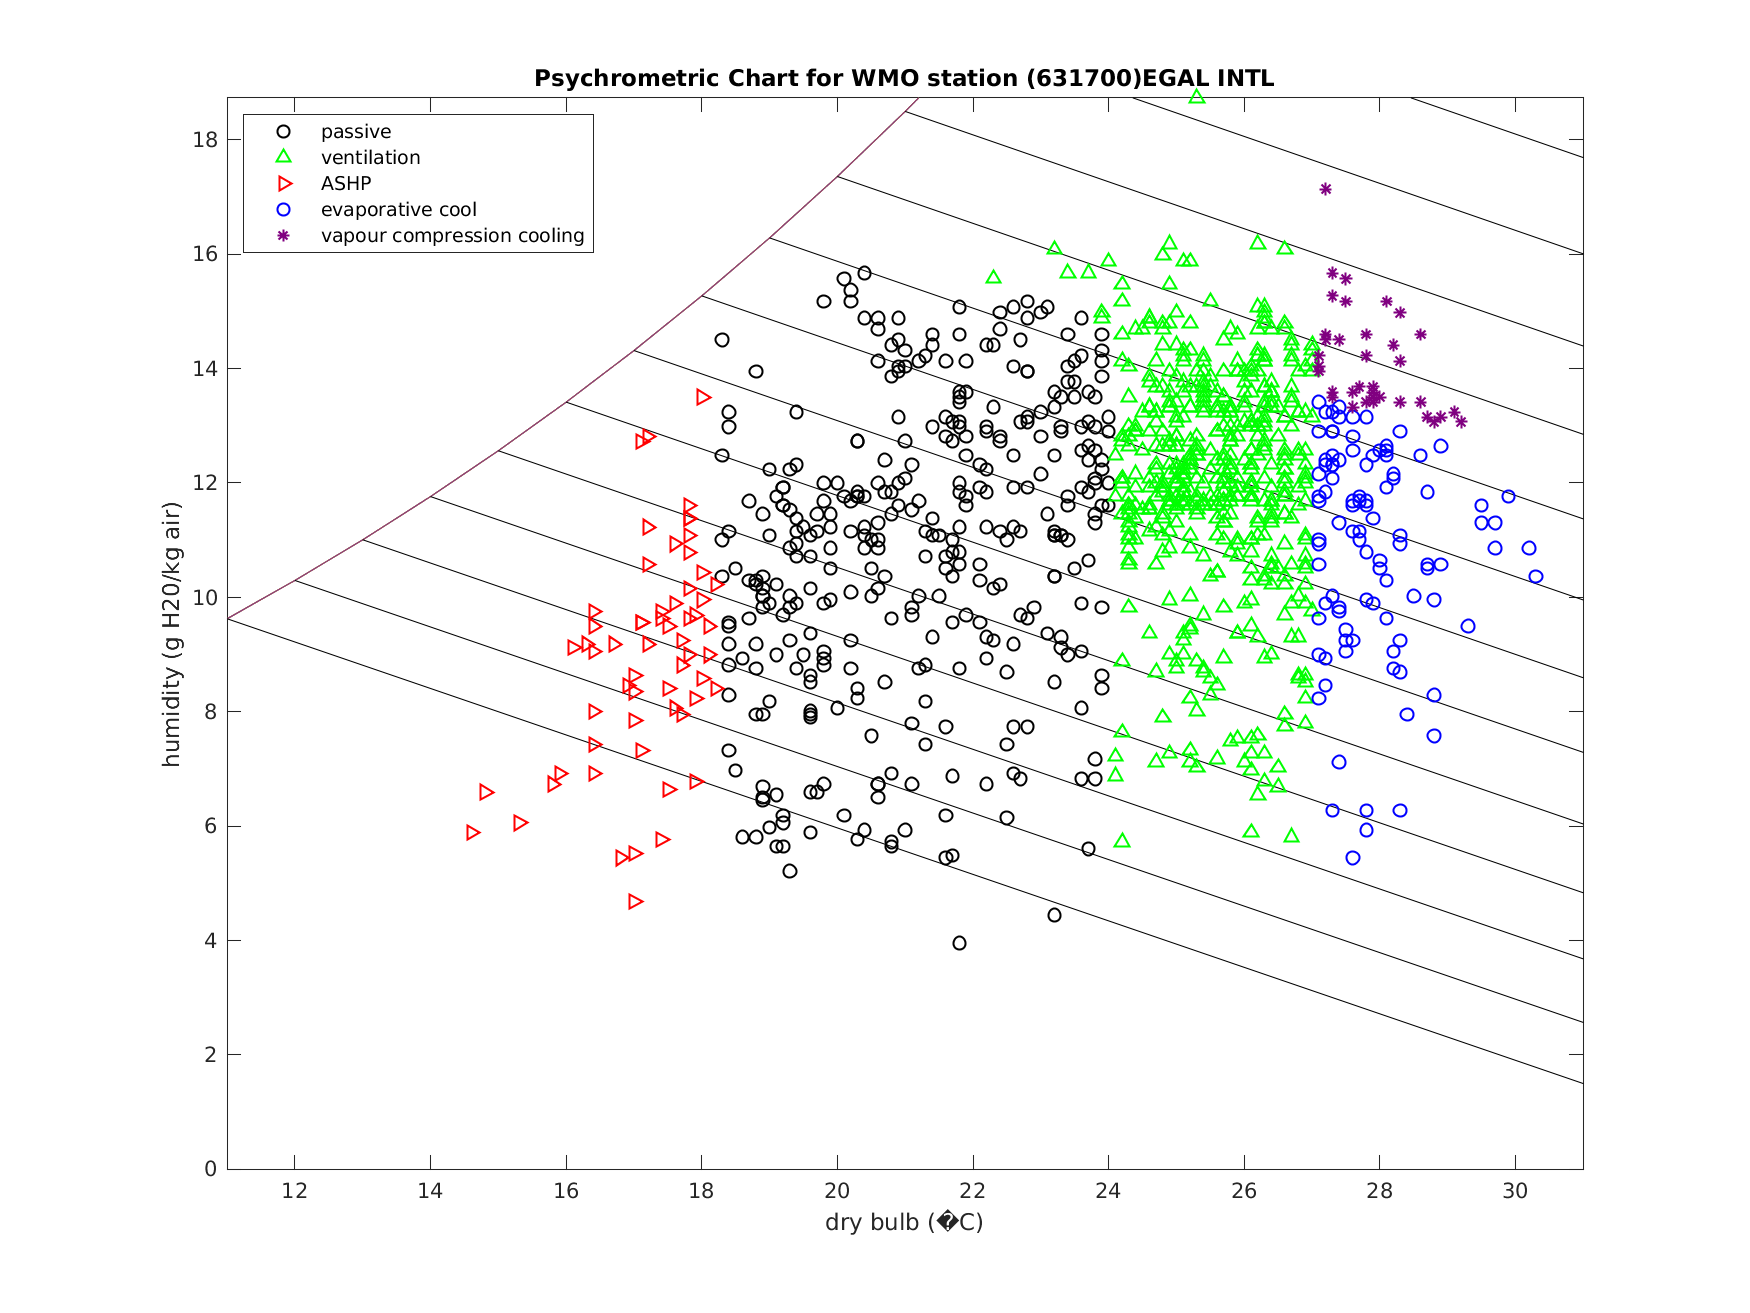 Psychrometric Chart for WMO station (631700)EGAL INTL
passive
ventilation
ASHP
evaporative cool
vapour compression cooling
humidity (g H20/kg air)
18
16
14
12
10
8
6
4
2
0
12 14 16 18 20 22 24 26 28 30
dry bulb (�C)